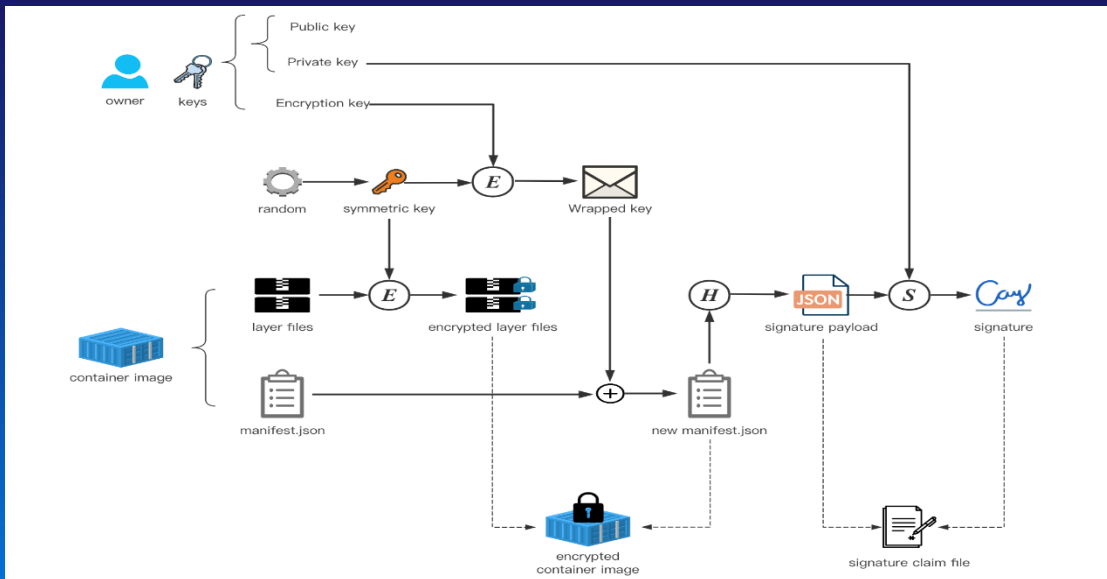 Public key
Private key
owner
keys
Encryption key
E
random
symmetric key
Wrapped key
E
H
JSON
S
Cay
layer files
encrypted layer files
signature payload
signature
container image
+
manifest.json
new manifest.json
encrypted
container image
signature claim file